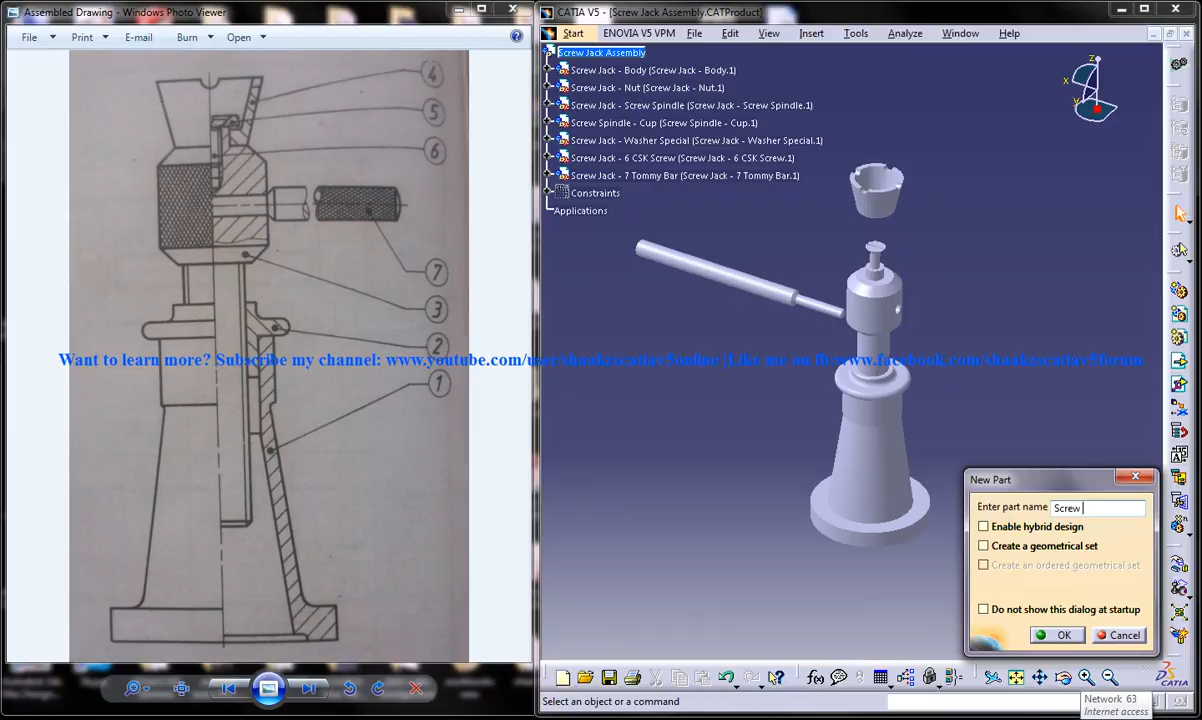 Assembled Drawing - Windows Photo Viewer
File Print E-mail Burn Open
4
5
6
7
3
2
1
CATIA V5 - [Screw Jack Assembly.CATProduct]
Start ENOVIA V5 VPM File Edit View Insert Tools Analyze Window Help
Screw Jack Assembly
Screw Jack - Body (Screw Jack - Body.1)
Screw Jack - Nut (Screw Jack - Nut.1)
Screw Jack - Screw Spindle (Screw Jack - Screw Spindle.1)
Screw Spindle - Cup (Screw Spindle - Cup.1)
Screw Jack - Washer Special (Screw Jack - Washer Special.1)
Screw Jack - 6 CSK Screw (Screw Jack - 6 CSK Screw.1)
Screw Jack - 7 Tommy Bar (Screw Jack - 7 Tommy Bar.1)
Constraints
Applications
z
x
y
Want to learn more? Subscribe my channel: www.youtube.com/user/shaakscatiav5online |Like me on fb:www.facebook.com/shaakscatiav5forum
New Part
Enter part name Screw
Enable hybrid design
Create a geometrical set
Create an ordered geometrical set
Do not show this dialog at startup
OK Cancel
f(x)
CATIA
Select an object or a command
Network 63
Internet access